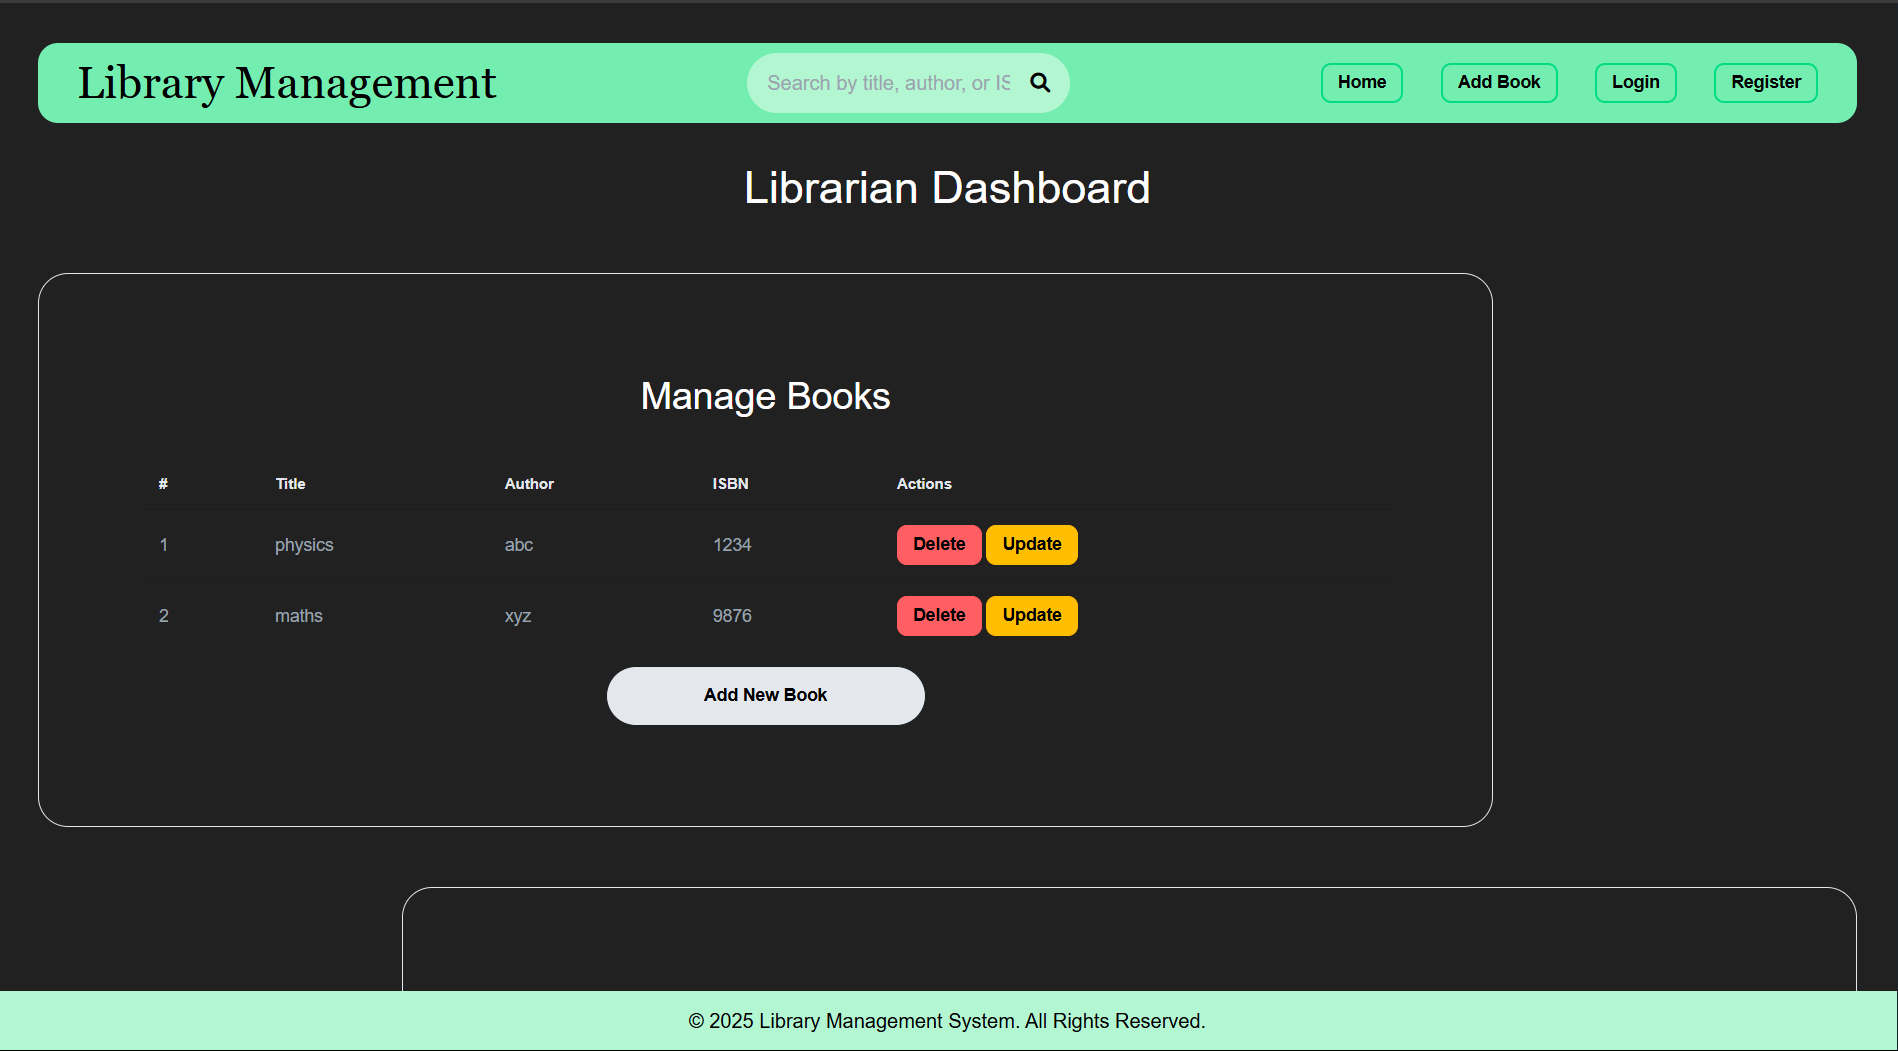 Library Management
Search by title, author, or IS
Home
Add Book
Login
Register
Librarian Dashboard
Manage Books
# Title Author ISBN Actions
1 physics abc 1234 Delete Update
2 maths xyz 9876 Delete Update
Add New Book
© 2025 Library Management System. All Rights Reserved.